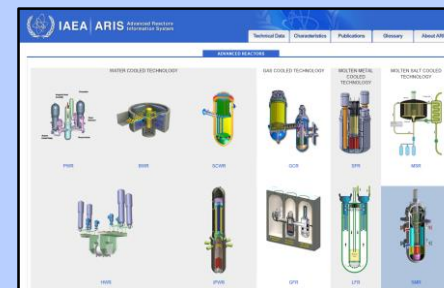 IAEA | ARIS Advanced Reactors Information System
Technical Data Characteristics Publications Glossary About ARIS
ADVANCED REACTORS
WATER COOLED TECHNOLOGY
GAS COOLED TECHNOLOGY
MOLTEN METAL COOLED TECHNOLOGY
MOLTEN SALT COOLED TECHNOLOGY
PWR BWR SCWR GCR SFR MSR
HWR iPWR GFR LFR SMR